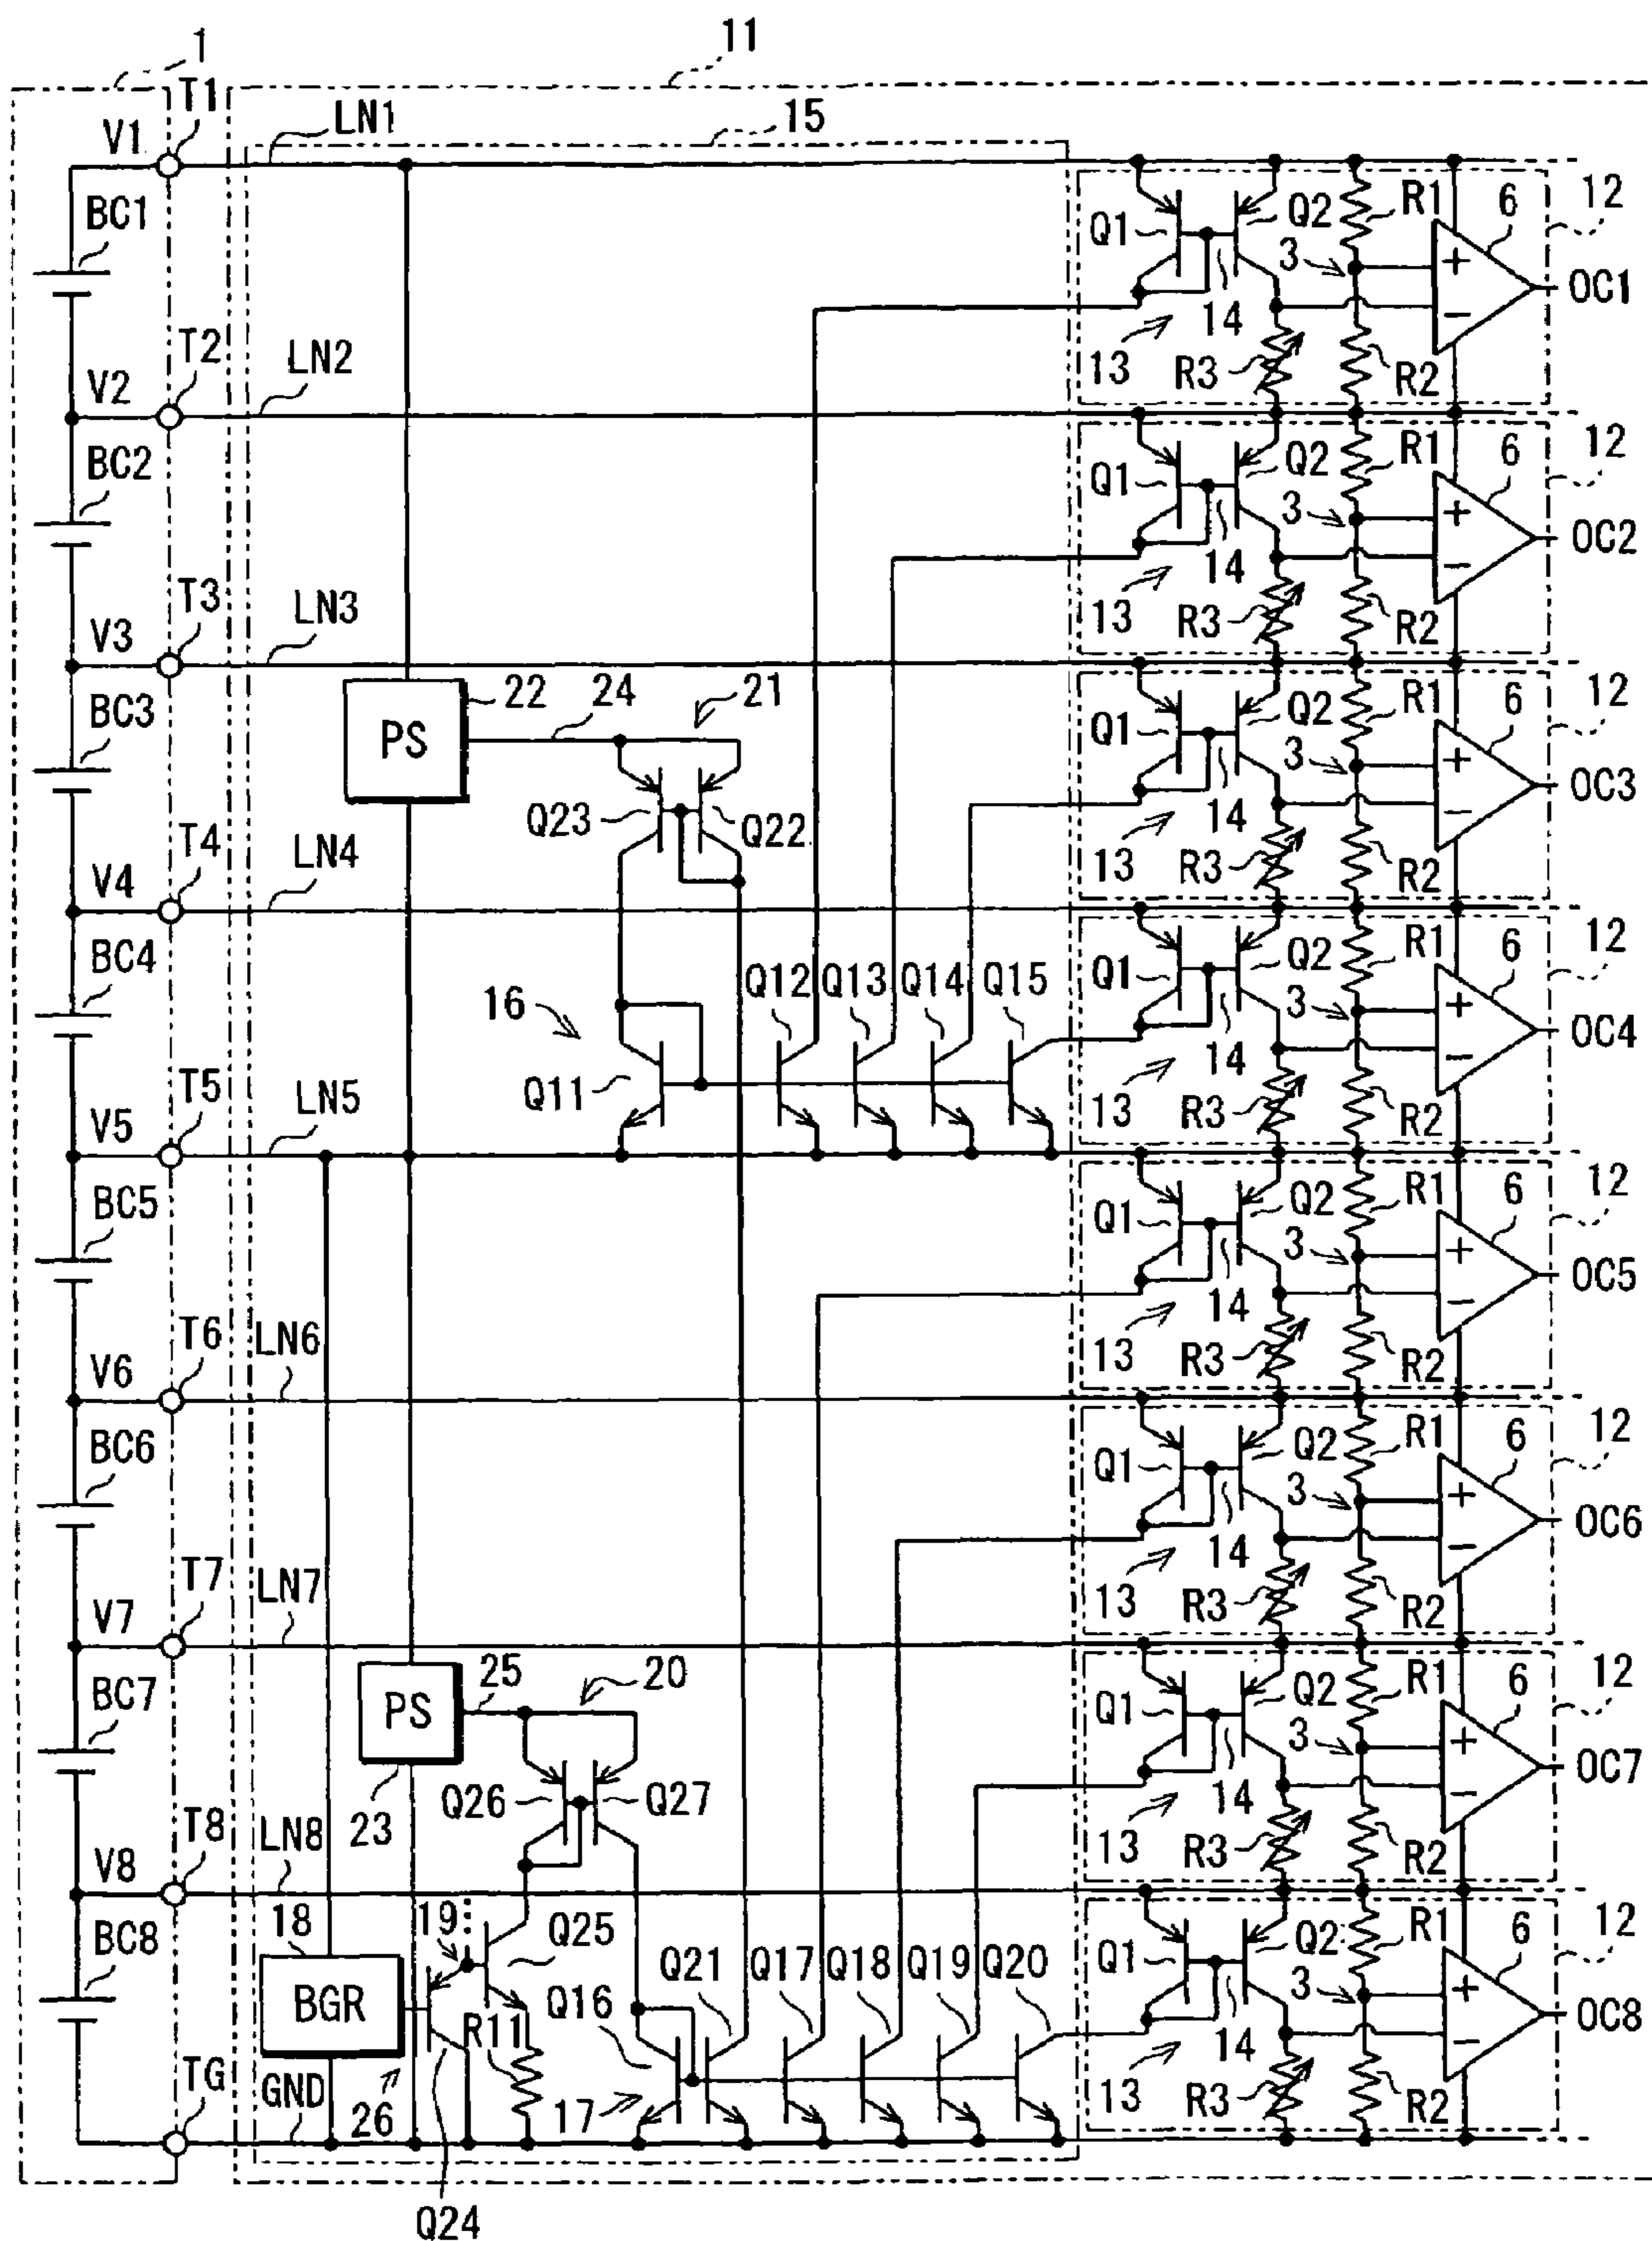 1
11
T1
LN1
15
V1
BC1
Q1
Q2
R1
6
12
3
+
−
OC1
14
13
R3
R2
T2
LN2
V2
BC2
Q1
Q2
R1
6
12
3
+
−
OC2
14
13
R3
R2
T3
LN3
V3
BC3
PS
22
24
21
Q23
Q22
Q1
Q2
R1
6
12
3
+
−
OC3
14
13
R3
R2
T4
LN4
V4
BC4
16
Q12
Q13
Q14
Q15
Q11
Q1
Q2
R1
6
12
3
+
−
OC4
14
13
R3
R2
T5
LN5
V5
BC5
Q1
Q2
R1
6
12
3
+
−
OC5
14
13
R3
R2
T6
LN6
V6
BC6
Q1
Q2
R1
6
12
3
+
−
OC6
14
13
R3
R2
T7
LN7
V7
BC7
PS
25
20
23
Q26
Q27
Q1
Q2
R1
6
12
3
+
−
OC7
14
13
R3
R2
T8
LN8
V8
BC8
18
19
Q25
BGR
R11
Q16
Q21
Q17
Q18
Q19
Q20
Q1
Q2
R1
6
12
3
+
−
OC8
14
13
R3
R2
TG
GND
26
17
Q24